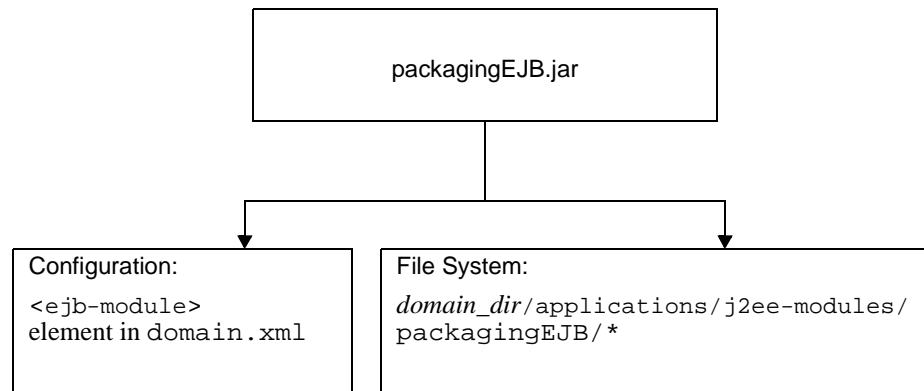 packagingEJB.jar
Configuration:
<ejb-module>
element in domain.xml
File System:
domain_dir/applications/j2ee-modules/
packagingEJB/*